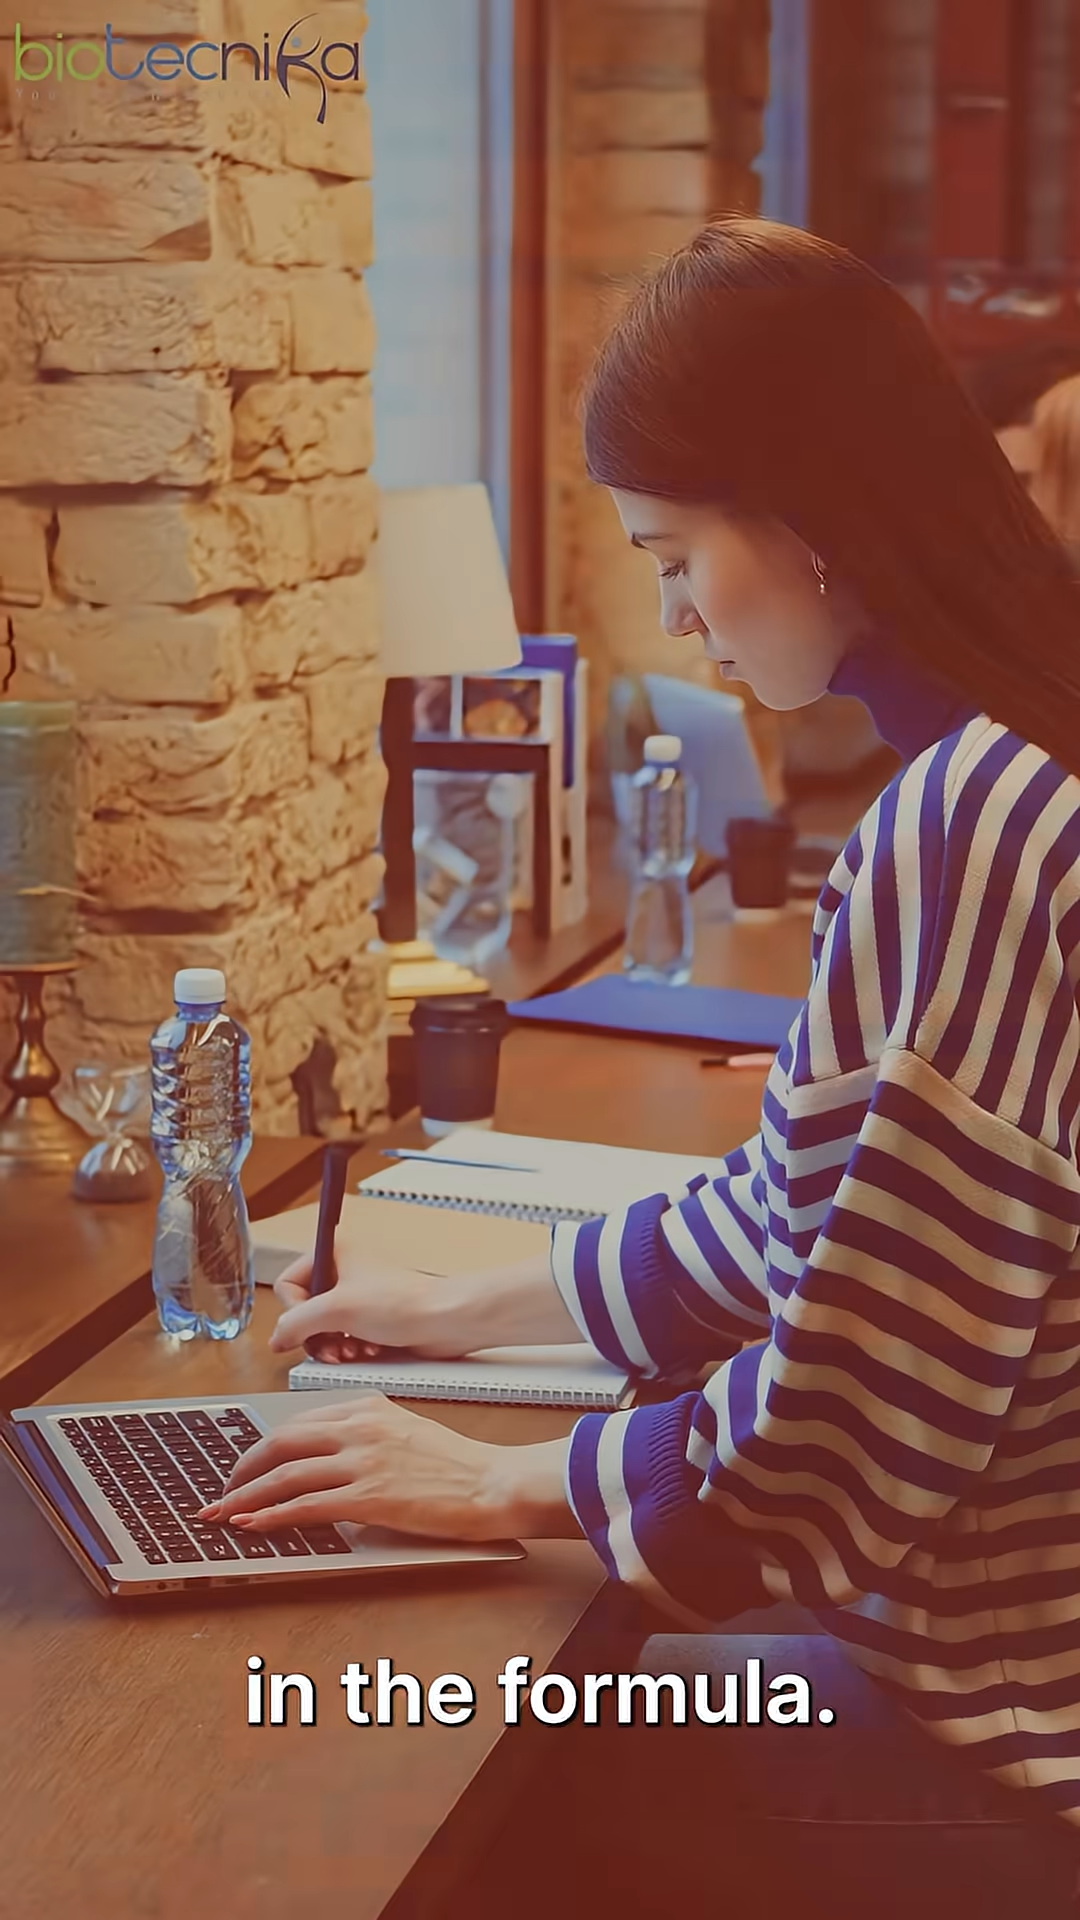 biotecnika
in the formula.